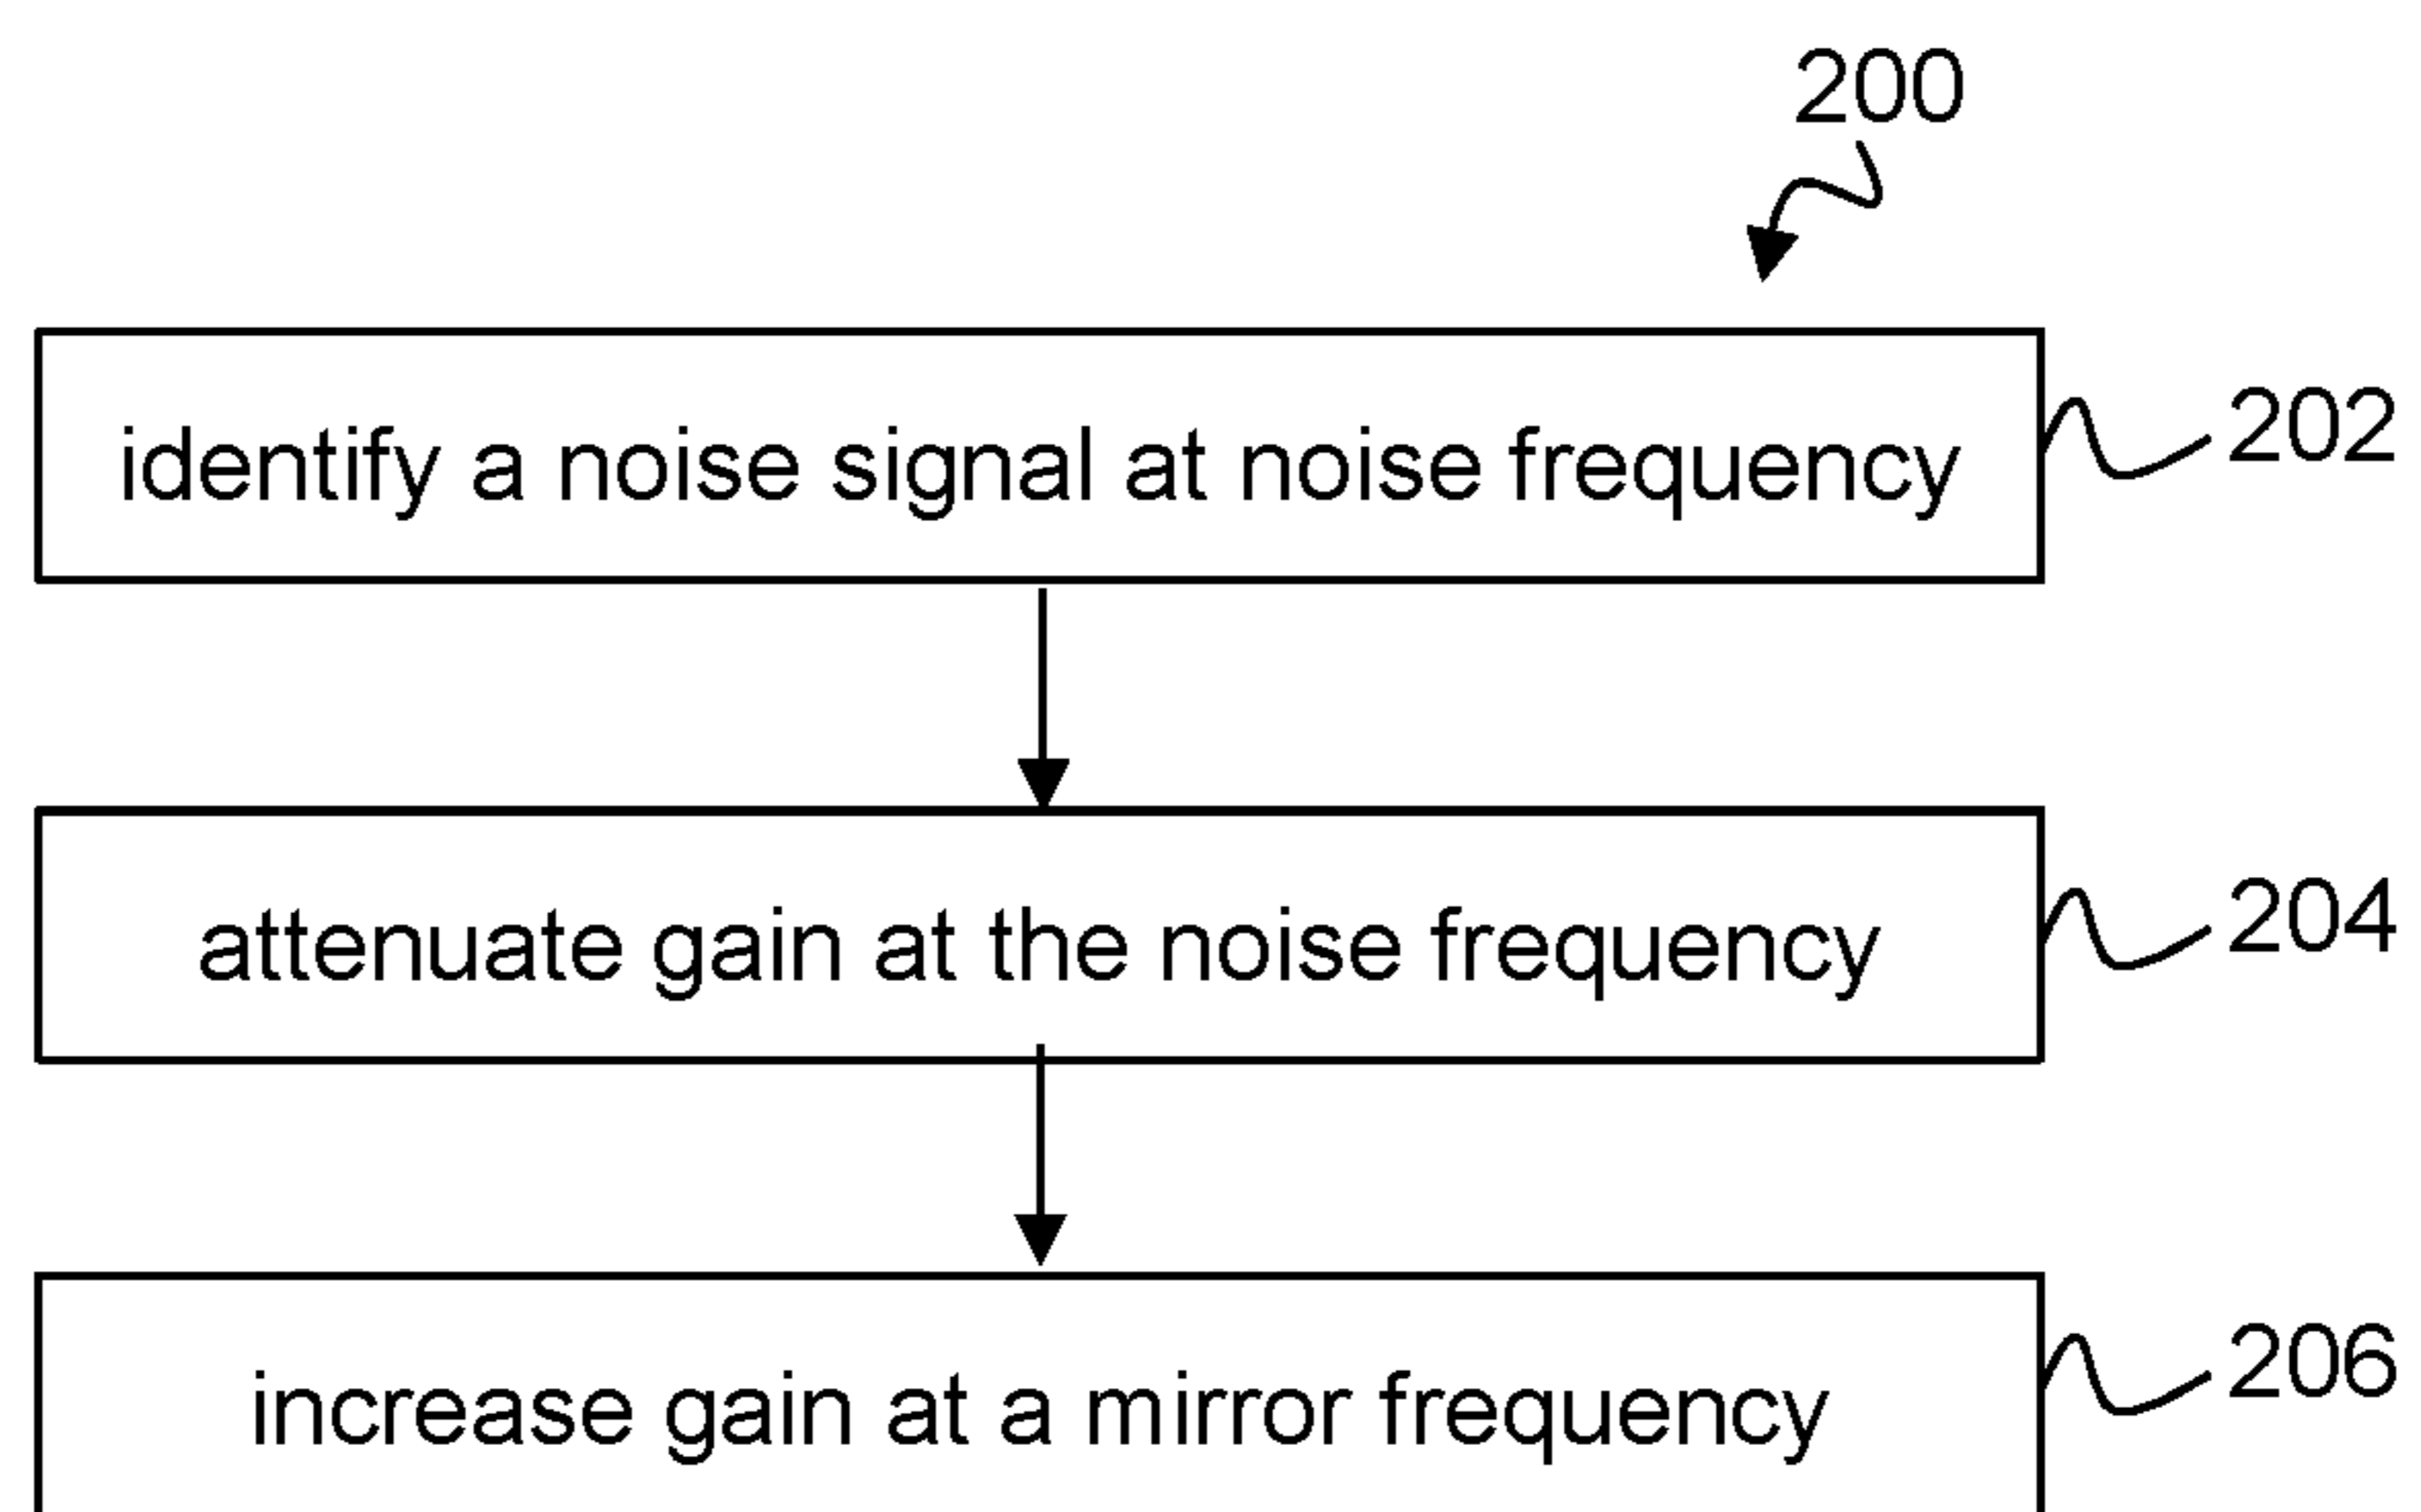 200
identify a noise signal at noise frequency
202
attenuate gain at the noise frequency
204
increase gain at a mirror frequency
206